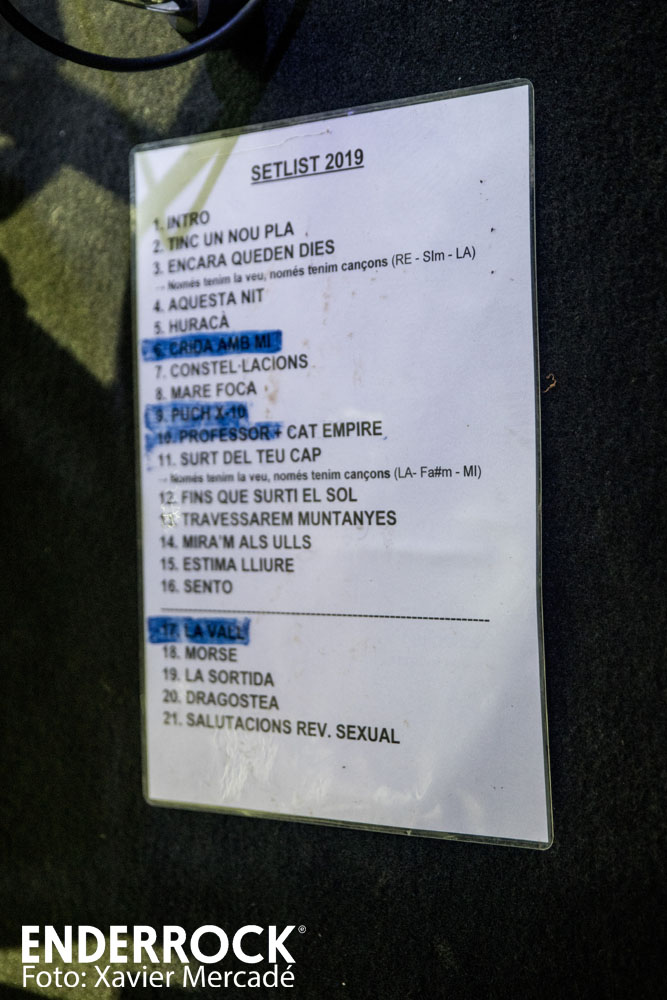 SETLIST 2019
1. INTRO
2. TINC UN NOU PLA
3. ENCARA QUEDEN DIES
→ Només tenim la veu, només tenim cançons (RE - SIm - LA)
4. AQUESTA NIT
5. HURACÀ
6. CRIDA AMB MI
7. CONSTEL·LACIONS
8. MARE FOCA
9. PUCH X-10
10. PROFESSOR + CAT EMPIRE
11. SURT DEL TEU CAP
→ Només tenim la veu, només tenim cançons (LA- Fa#m - MI)
12. FINS QUE SURTI EL SOL
13. TRAVESSAREM MUNTANYES
14. MIRA'M ALS ULLS
15. ESTIMA LLIURE
16. SENTO
17. LA VALL
18. MORSE
19. LA SORTIDA
20. DRAGOSTEA
21. SALUTACIONS REV. SEXUAL
ENDERROCK®
Foto: Xavier Mercadé